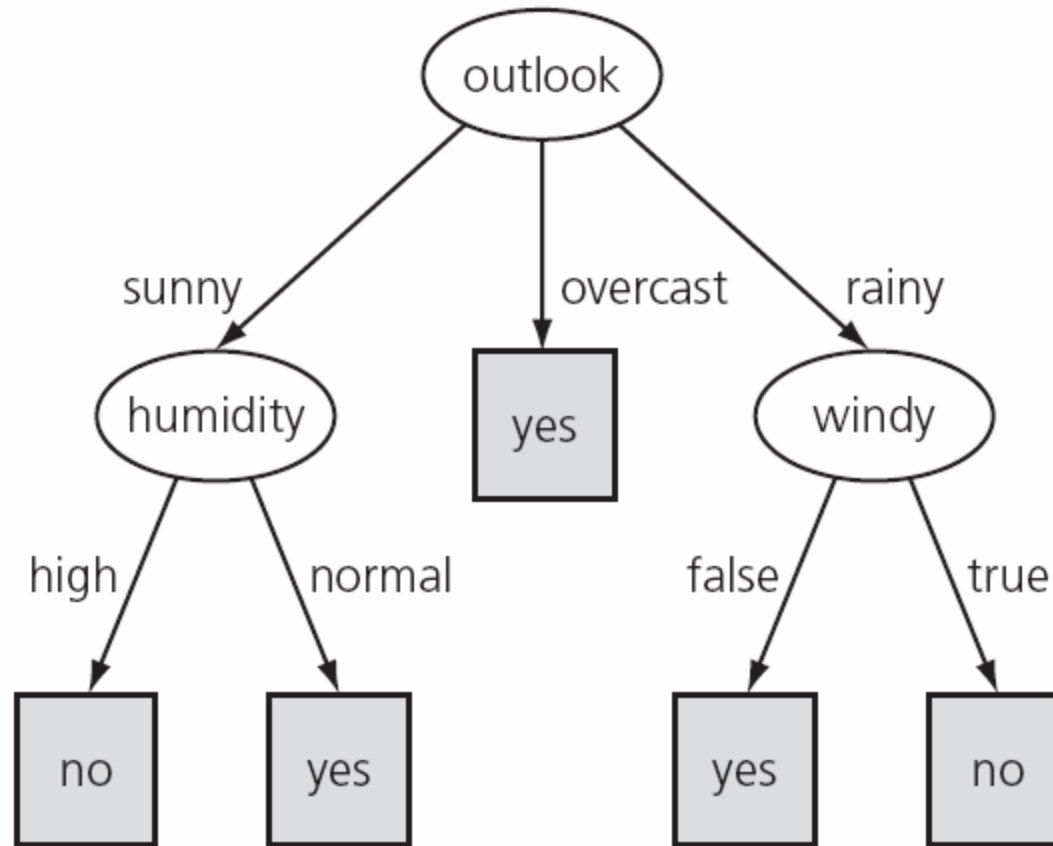 outlook
sunny
overcast
rainy
humidity
yes
windy
high
normal
false
true
no
yes
yes
no